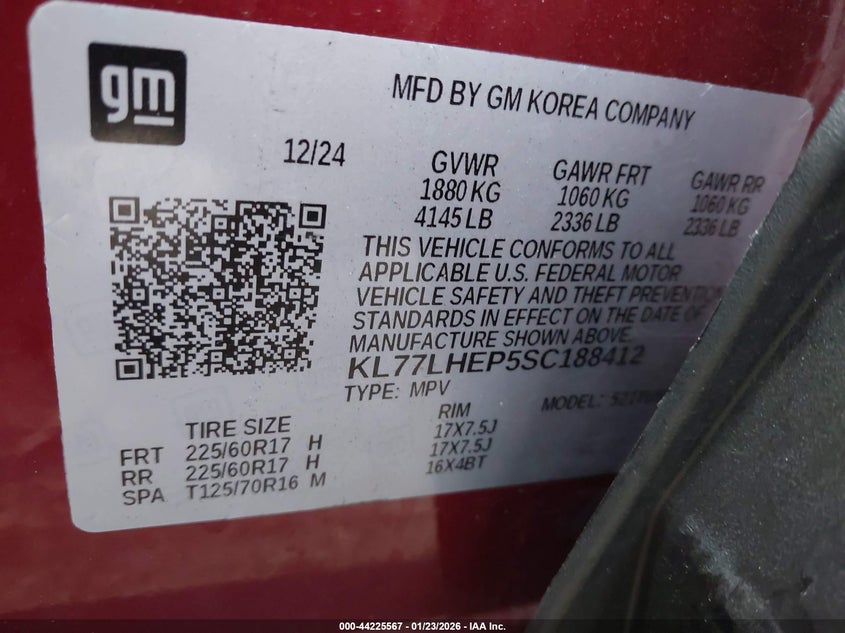 gm
MFD BY GM KOREA COMPANY
12/24
GVWR
1880 KG
4145 LB
GAWR FRT
1060 KG
2336 LB
GAWR RR
1060 KG
2336 LB
THIS VEHICLE CONFORMS TO ALL
APPLICABLE U.S. FEDERAL MOTOR
VEHICLE SAFETY AND THEFT PREVENTION
STANDARDS IN EFFECT ON THE DATE OF
MANUFACTURE SHOWN ABOVE.
KL77LHEP5SC188412
TYPE: MPV
MODEL:
TIRE SIZE
RIM
FRT 225/60R17 H 17X7.5J
RR 225/60R17 H 17X7.5J
SPA T125/70R16 M 16X4BT
000-44225567 - 01/23/2026 - IAA Inc.